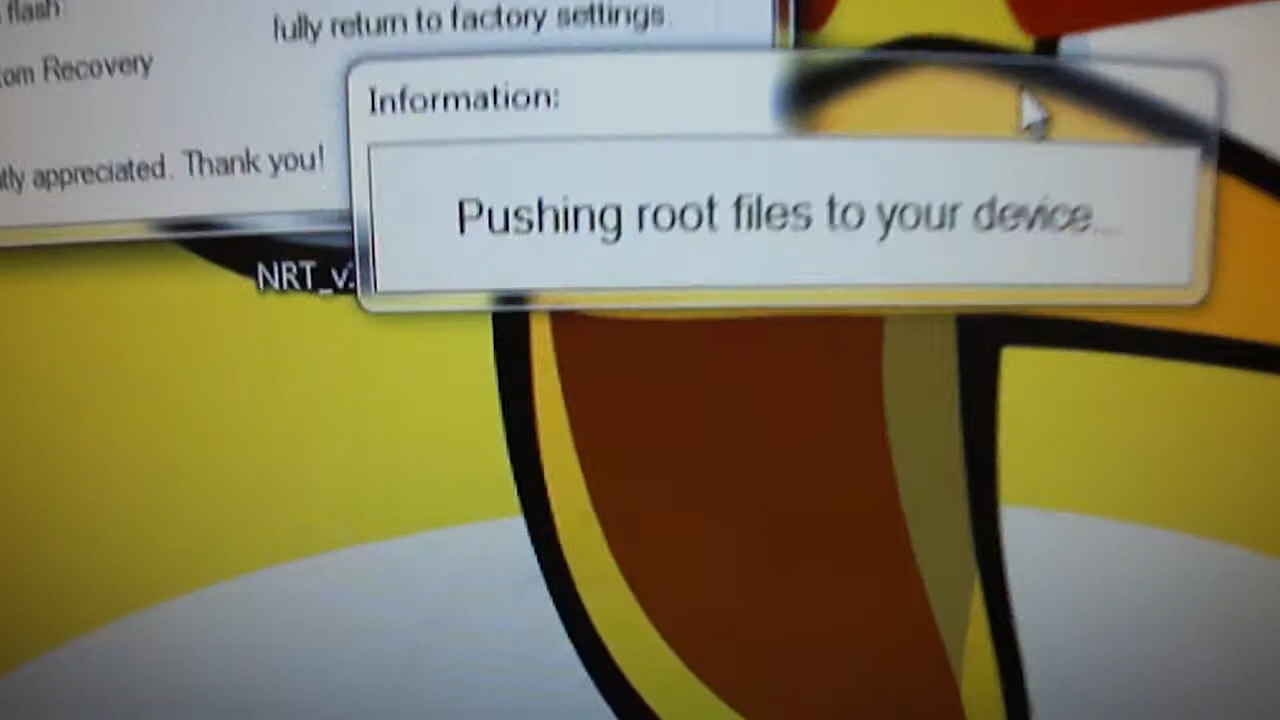 flash
fully return to factory settings.
om Recovery
Information:
tly appreciated. Thank you!
Pushing root files to your device...
NRT_v